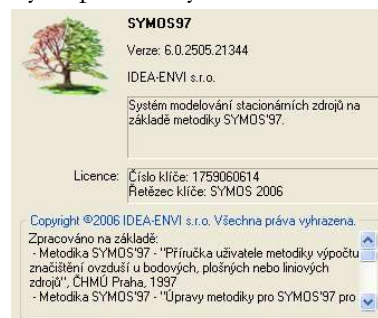 SYMOS97
Verze: 6.0.2505.21344
IDEA-ENVI s.r.o.
Systém modelování stacionárních zdrojů na
základě metodiky SYMOS'97.
Licence:
Číslo klíče: 1759060614
Řetězec klíče: SYMOS 2006
Copyright ©2006 IDEA-ENVI s.r.o. Všechna práva vyhrazena.
Zpracováno na základě:
- Metodika SYMOS'97 - "Příručka uživatele metodiky výpočtu
značištění ovzduší u bodových, plošných nebo liniových
zdrojů", ČHMÚ Praha, 1997
- Metodika SYMOS'97 - "Úpravy metodiky pro SYMOS'97 pro